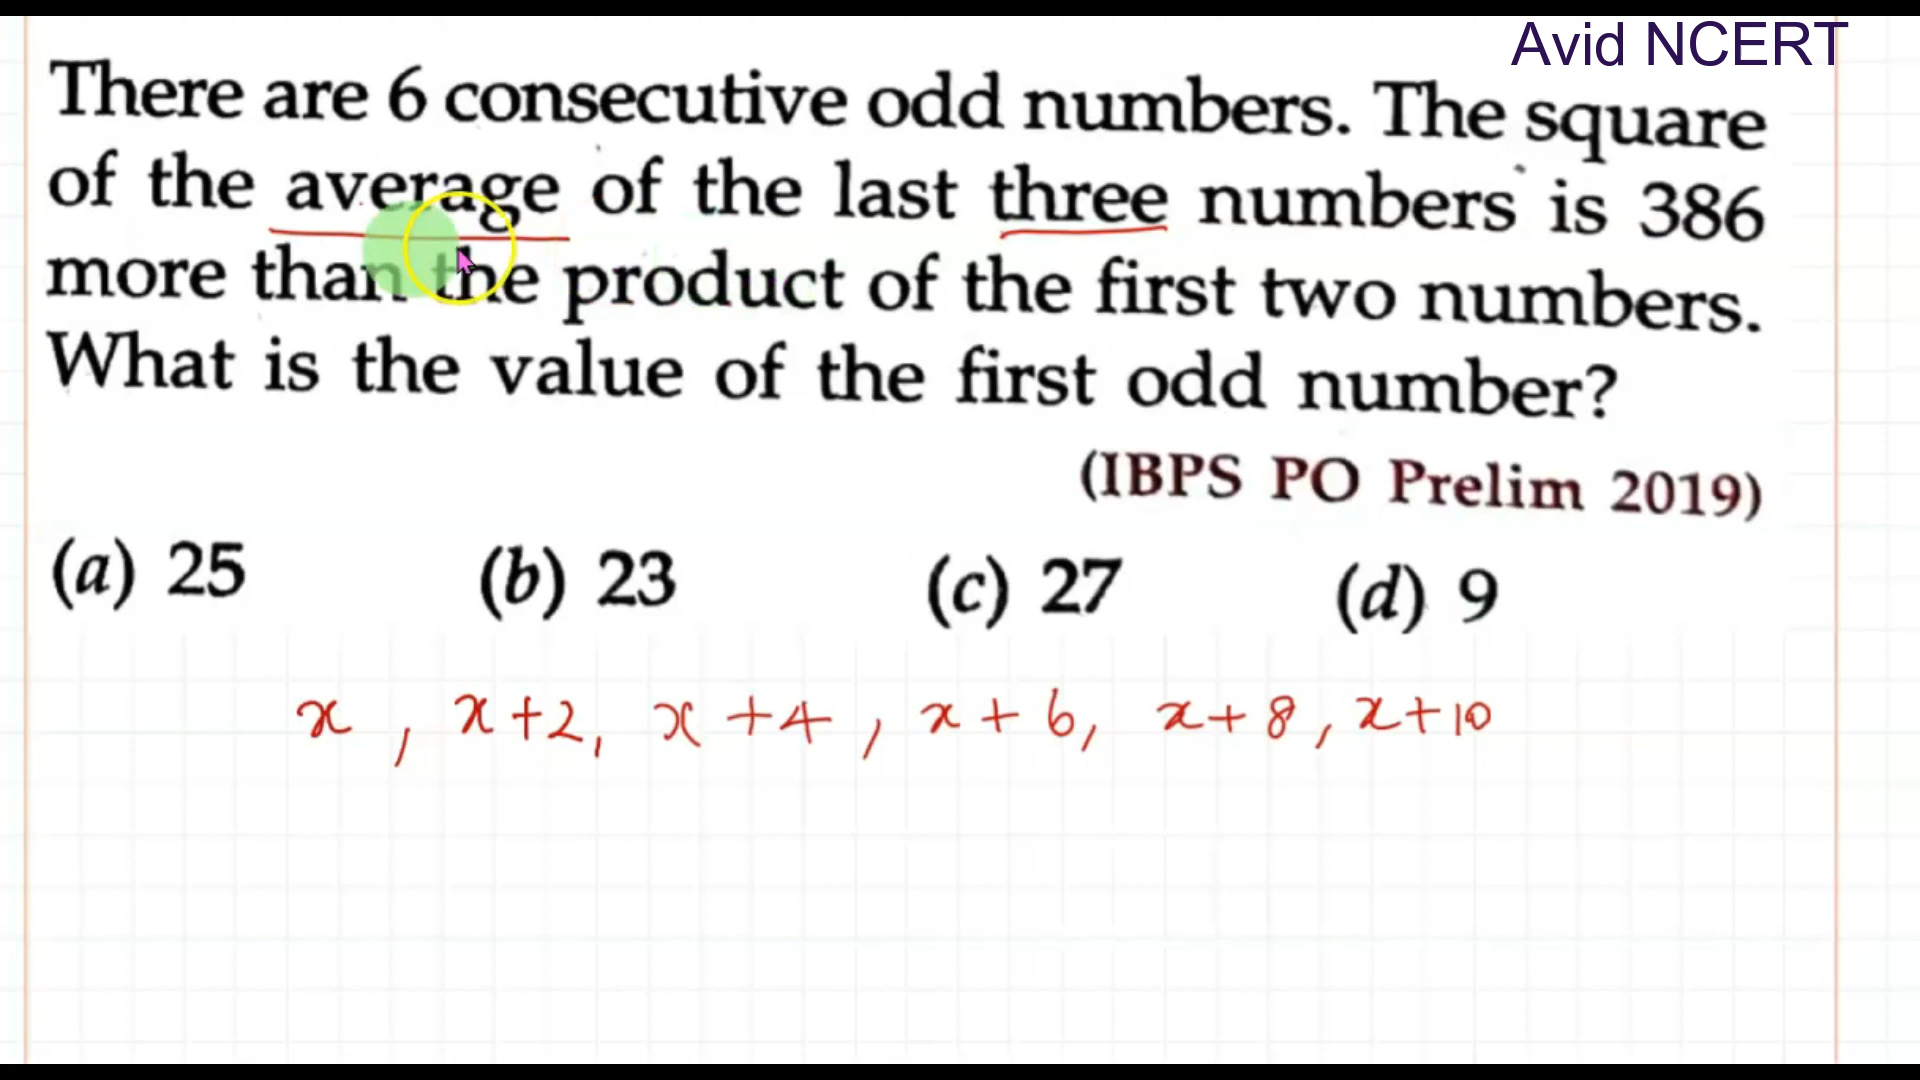 Avid NCERT
There are 6 consecutive odd numbers. The square
of the average of the last three numbers is 386
more than the product of the first two numbers.
What is the value of the first odd number?
(IBPS PO Prelim 2019)
(a) 25 (b) 23 (c) 27 (d) 9
x , x+2, x+4, x+6, x+8, x+10